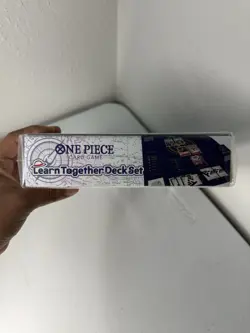 ONE PIECE
CARD GAME
Learn Together Deck Set